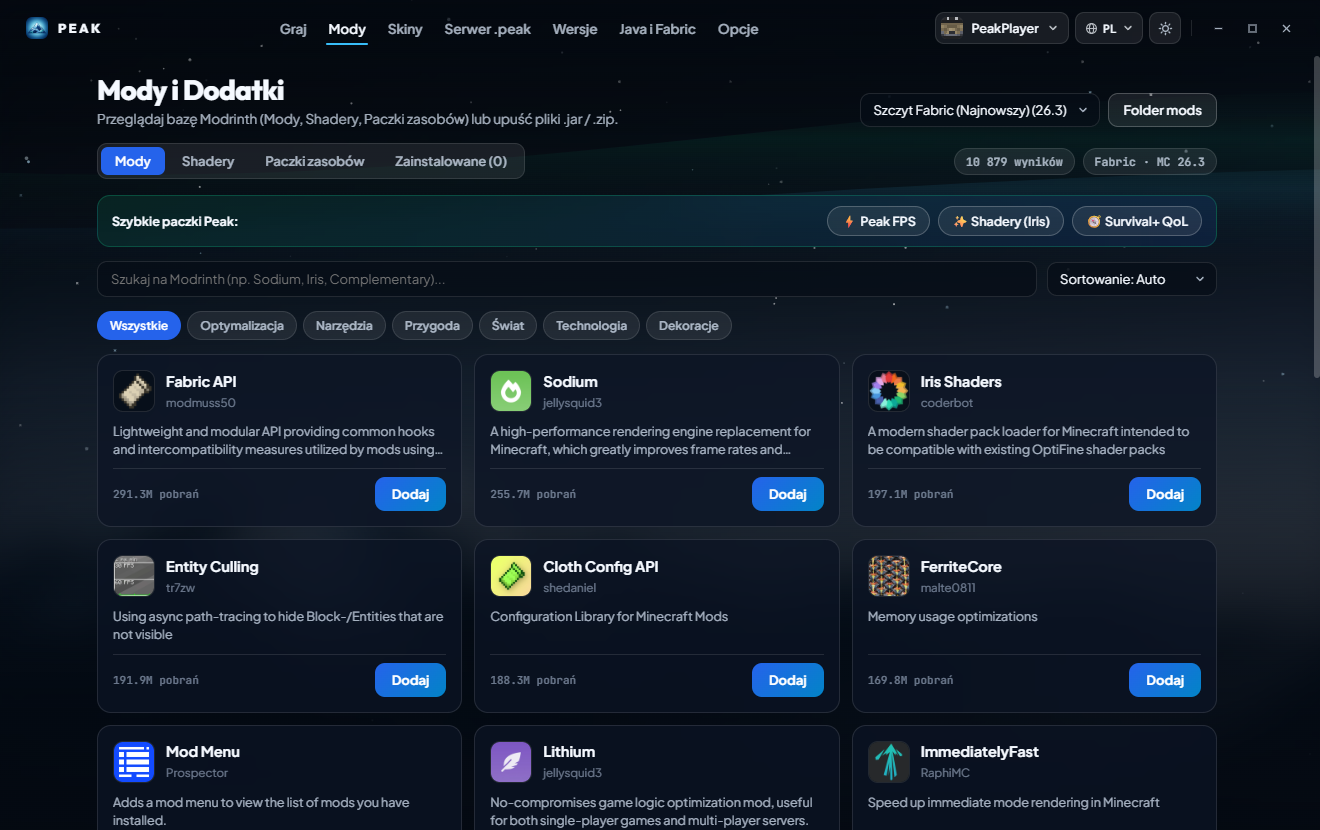 PEAK
Graj
Mody
Skiny
Serwer .peak
Wersje
Java i Fabric
Opcje
PeakPlayer
PL
Mody i Dodatki
Przeglądaj bazę Modrinth (Mody, Shadery, Paczki zasobów) lub upuść pliki .jar / .zip.
Szczyt Fabric (Najnowszy) (26.3)
Folder mods
Mody
Shadery
Paczki zasobów
Zainstalowane (0)
10 879 wyników
Fabric · MC 26.3
Szybkie paczki Peak:
Peak FPS
Shadery (Iris)
Survival+ QoL
Szukaj na Modrinth (np. Sodium, Iris, Complementary)...
Sortowanie: Auto
Wszystkie
Optymalizacja
Narzędzia
Przygoda
Świat
Technologia
Dekoracje
Fabric API
modmuss50
Lightweight and modular API providing common hooks
and intercompatibility measures utilized by mods using...
291.3M pobrań
Dodaj
Sodium
jellysquid3
A high-performance rendering engine replacement for
Minecraft, which greatly improves frame rates and...
255.7M pobrań
Dodaj
Iris Shaders
coderbot
A modern shader pack loader for Minecraft intended to
be compatible with existing OptiFine shader packs
197.1M pobrań
Dodaj
Entity Culling
tr7zw
Using async path-tracing to hide Block-/Entities that are
not visible
191.9M pobrań
Dodaj
Cloth Config API
shedaniel
Configuration Library for Minecraft Mods
188.3M pobrań
Dodaj
FerriteCore
malte0811
Memory usage optimizations
169.8M pobrań
Dodaj
Mod Menu
Prospector
Adds a mod menu to view the list of mods you have
installed.
Lithium
jellysquid3
No-compromises game logic optimization mod, useful
for both single-player games and multi-player servers.
ImmediatelyFast
RaphiMC
Speed up immediate mode rendering in Minecraft